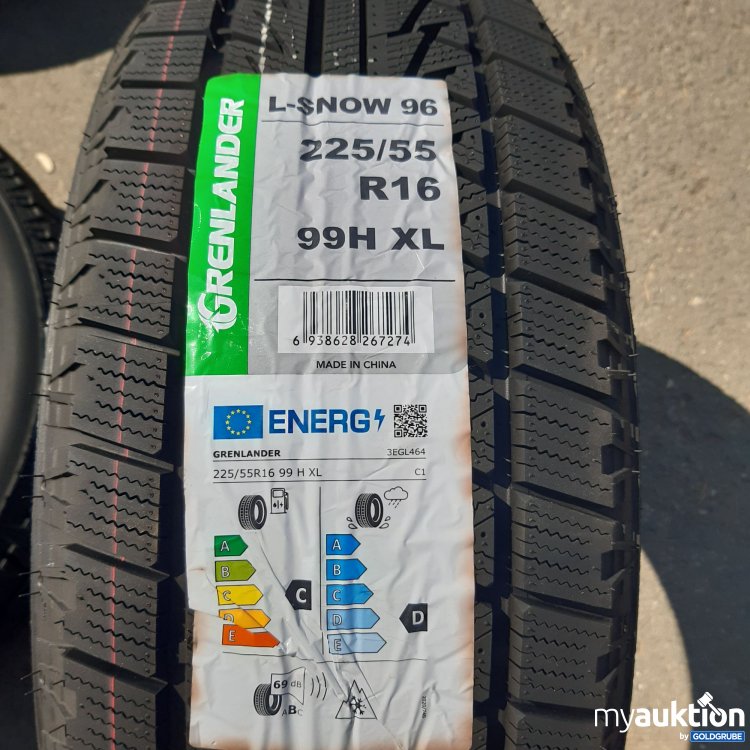 GRENLANDER
L-SNOW 96
225/55
R16
99H XL
6 938628 267274
MADE IN CHINA
ENERG
GRENLANDER 3EGL464
225/55R16 99 H XL C1
A A
B B
C C C
D D D
E E
69 dB
ABC
myauktion
by GOLDGRUBE